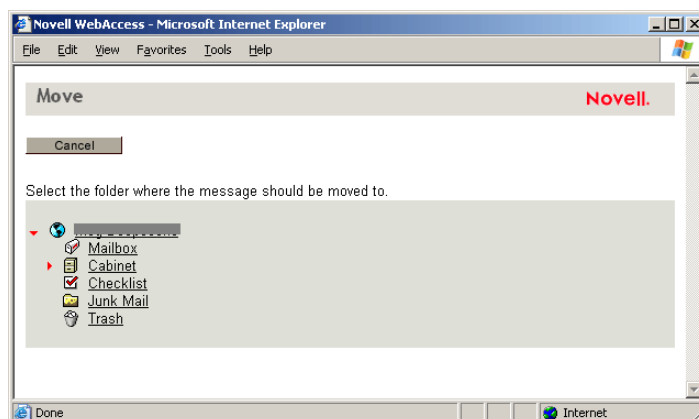 Novell WebAccess - Microsoft Internet Explorer
File Edit View Favorites Tools Help
Move
Novell.
Cancel
Select the folder where the message should be moved to.
Mailbox
Cabinet
Checklist
Junk Mail
Trash
Done
Internet